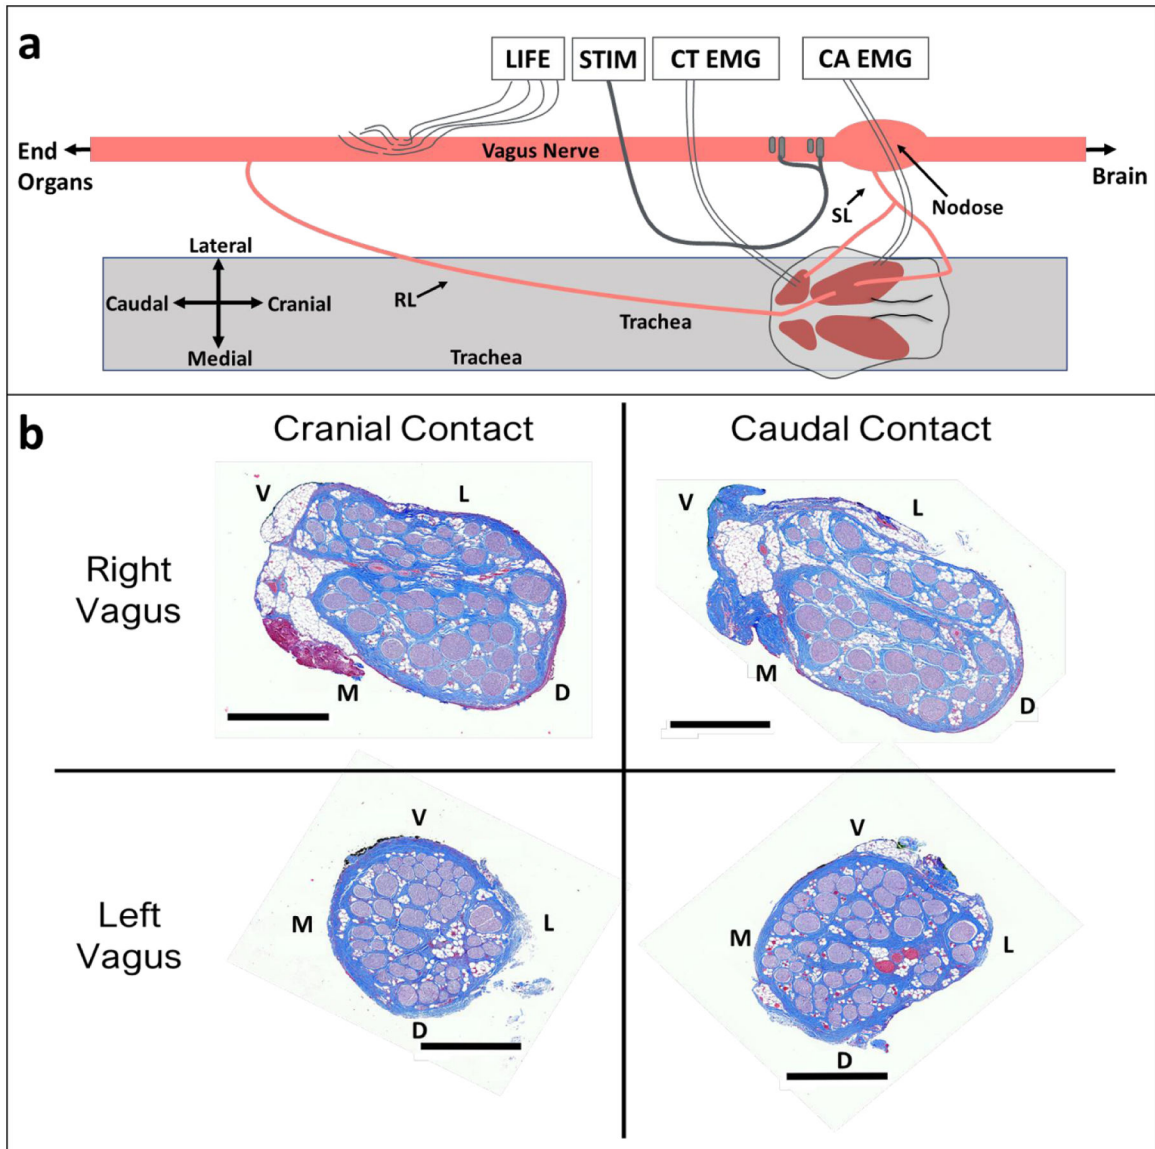 a
LIFE STIM CT EMG CA EMG
End
Organs
Vagus Nerve
Brain
SL
Nodose
Lateral
Caudal
Cranial
Medial
RL
Trachea
Trachea
b
Cranial Contact
Caudal Contact
Right
Vagus
V
L
M
D
V
L
M
D
Left
Vagus
V
M
L
D
V
M
L
D